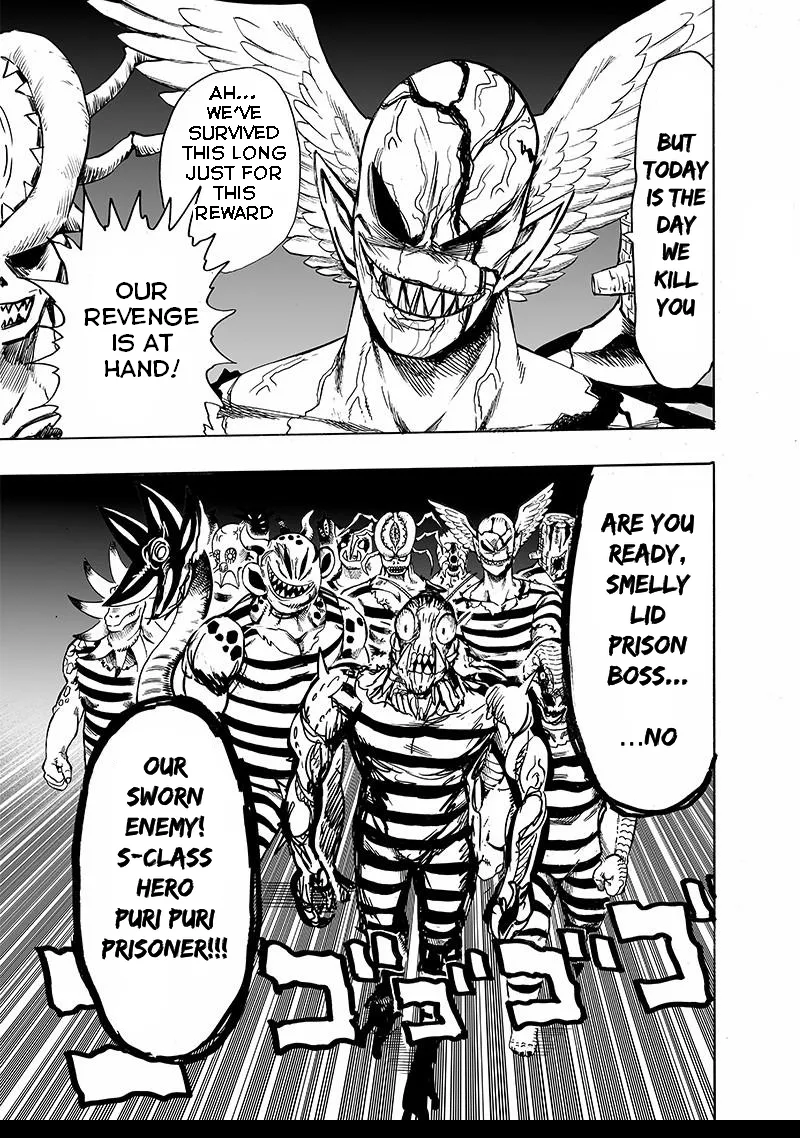 BUT
TODAY
IS THE
DAY
WE
KILL
YOU
AH...
WE'VE
SURVIVED
THIS LONG
JUST FOR
THIS
REWARD
OUR
REVENGE
IS AT
HAND!
ARE YOU
READY,
SMELLY
LID
PRISON
BOSS...
...NO
OUR
SWORN
ENEMY!
S-CLASS
HERO
PURI PURI
PRISONER!!!